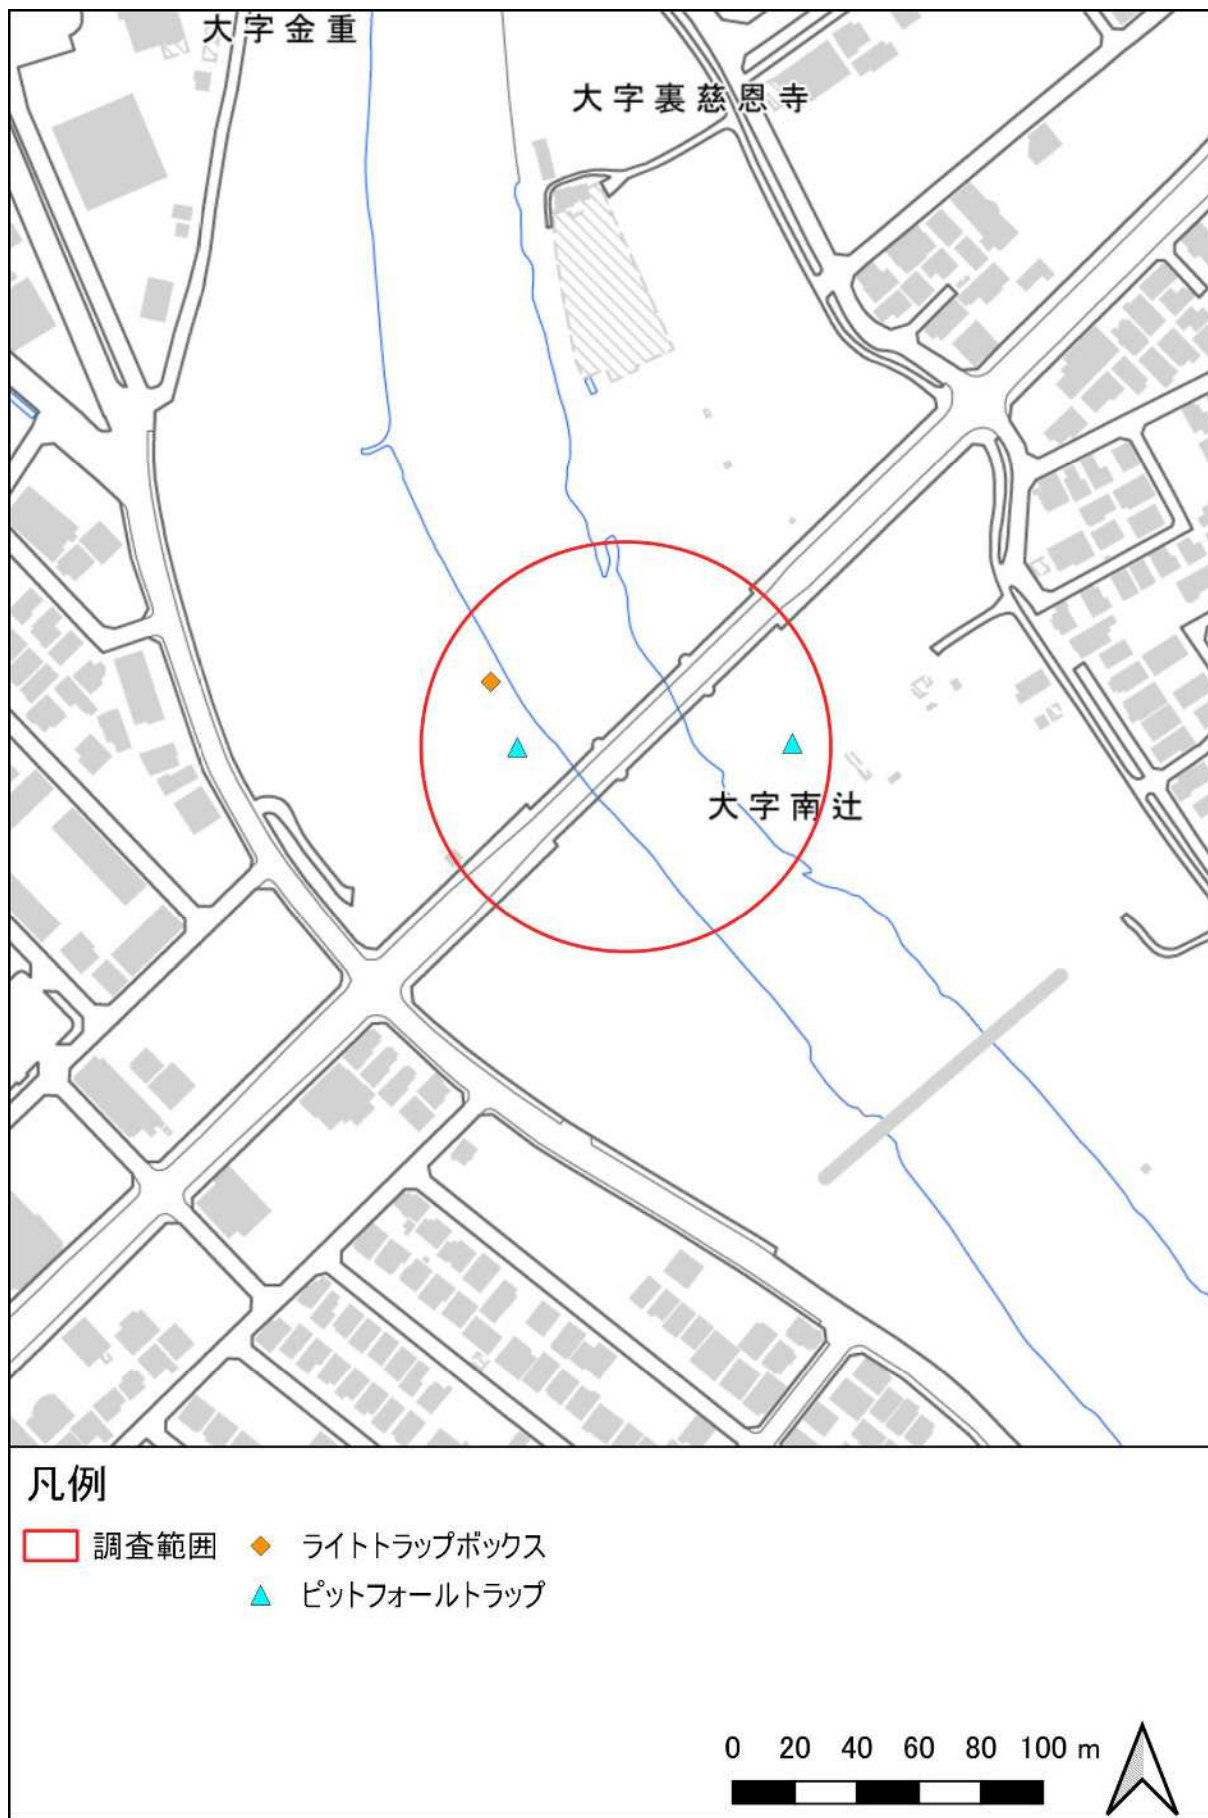 大字金重
大字裏慈恩寺
大字南辻
凡例
調査範囲 ライトトラップボックス
ピットフォールトラップ
0 20 40 60 80 100 m